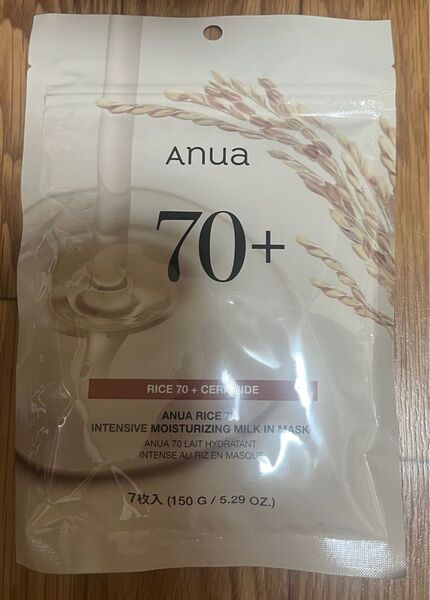 Anua
70+
RICE 70 + CERAMIDE
ANUA RICE 70
INTENSIVE MOISTURIZING MILK IN MASK
ANUA 70 LAIT HYDRATANT
INTENSE AU RIZ EN MASQUE
7枚入 (150 G / 5.29 OZ.)